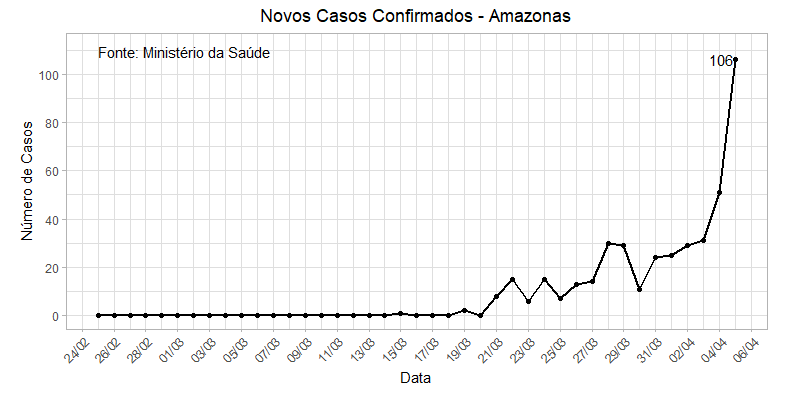 Novos Casos Confirmados - Amazonas
Fonte: Ministério da Saúde
106
100
80
60
40
20
0
Número de Casos
24/02 26/02 28/02 01/03 03/03 05/03 07/03 09/03 11/03 13/03 15/03 17/03 19/03 21/03 23/03 25/03 27/03 29/03 31/03 02/04 04/04 06/04
Data